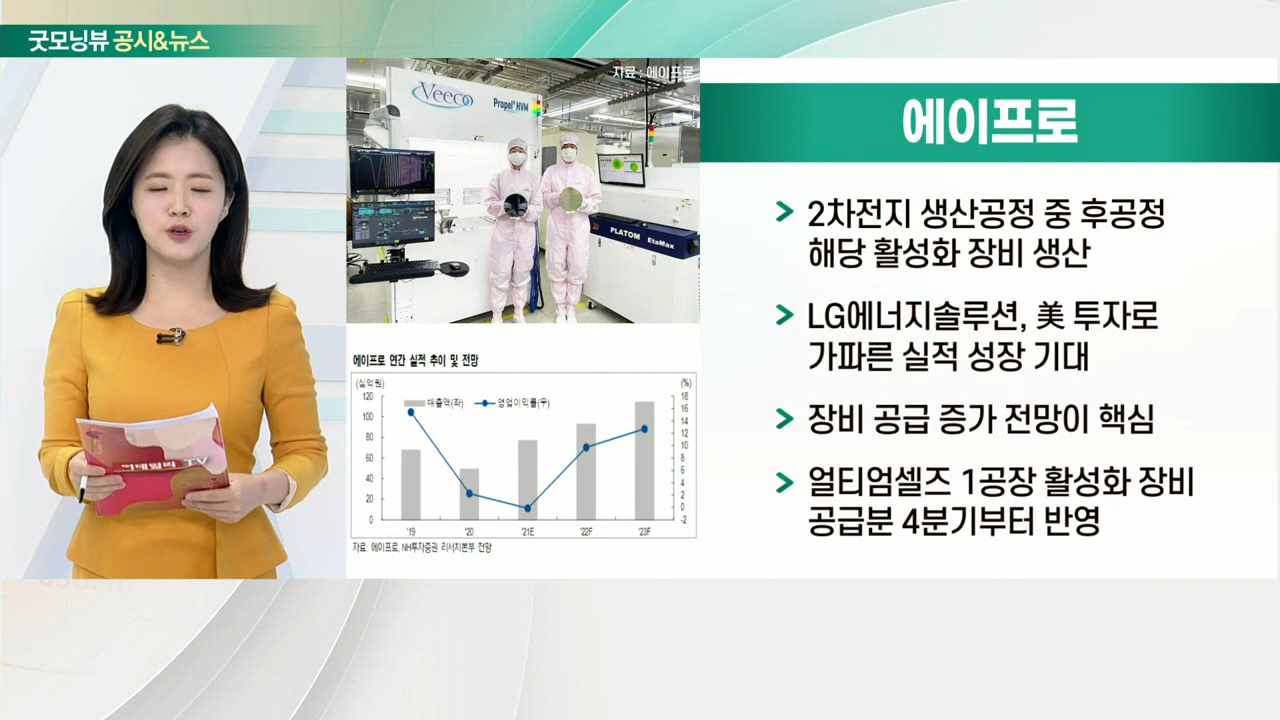 굿모닝뷰 공시&뉴스
자료 : 에이프로
Veeco
Propel HVM
PLATOM EtaMax
에이프로
2차전지 생산공정 중 후공정
해당 활성화 장비 생산
LG에너지솔루션, 美 투자로
가파른 실적 성장 기대
장비 공급 증가 전망이 핵심
얼티엄셀즈 1공장 활성화 장비
공급분 4분기부터 반영
에이프로 연간 실적 추이 및 전망
(십억원) (%)
매출액(좌) 영업이익률(우)
120
100
80
60
40
20
0
18
16
14
12
10
8
6
4
2
0
-2
'19 '20 '21E '22F '23F
자료: 에이프로, NH투자증권 리서치본부 전망
TV